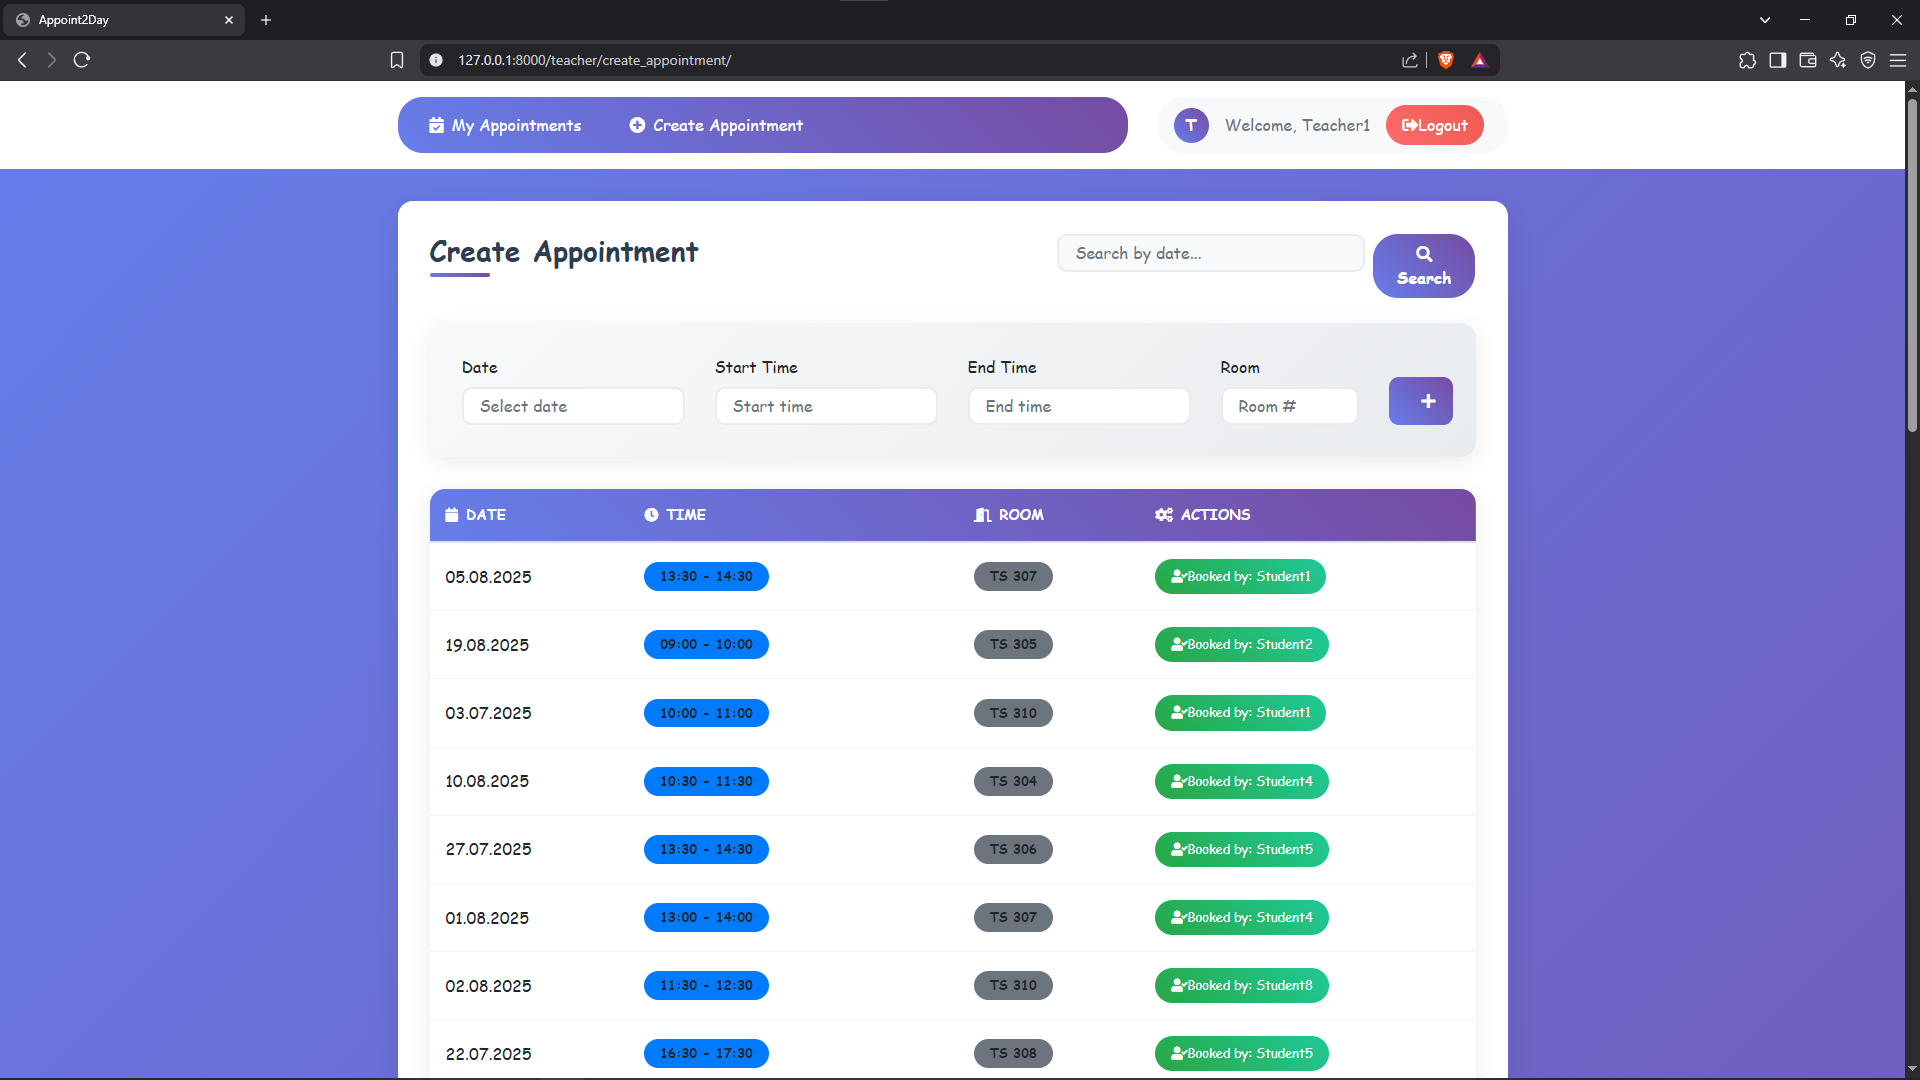 Appoint2Day
127.0.0.1:8000/teacher/create_appointment/
My Appointments Create Appointment T Welcome, Teacher1 Logout
Create Appointment
Search by date...
Search
Date Start Time End Time Room
Select date Start time End time Room # +
DATE TIME ROOM ACTIONS
05.08.2025 13:30 - 14:30 TS 307 Booked by: Student1
19.08.2025 09:00 - 10:00 TS 305 Booked by: Student2
03.07.2025 10:00 - 11:00 TS 310 Booked by: Student1
10.08.2025 10:30 - 11:30 TS 304 Booked by: Student4
27.07.2025 13:30 - 14:30 TS 306 Booked by: Student5
01.08.2025 13:00 - 14:00 TS 307 Booked by: Student4
02.08.2025 11:30 - 12:30 TS 310 Booked by: Student8
22.07.2025 16:30 - 17:30 TS 308 Booked by: Student5